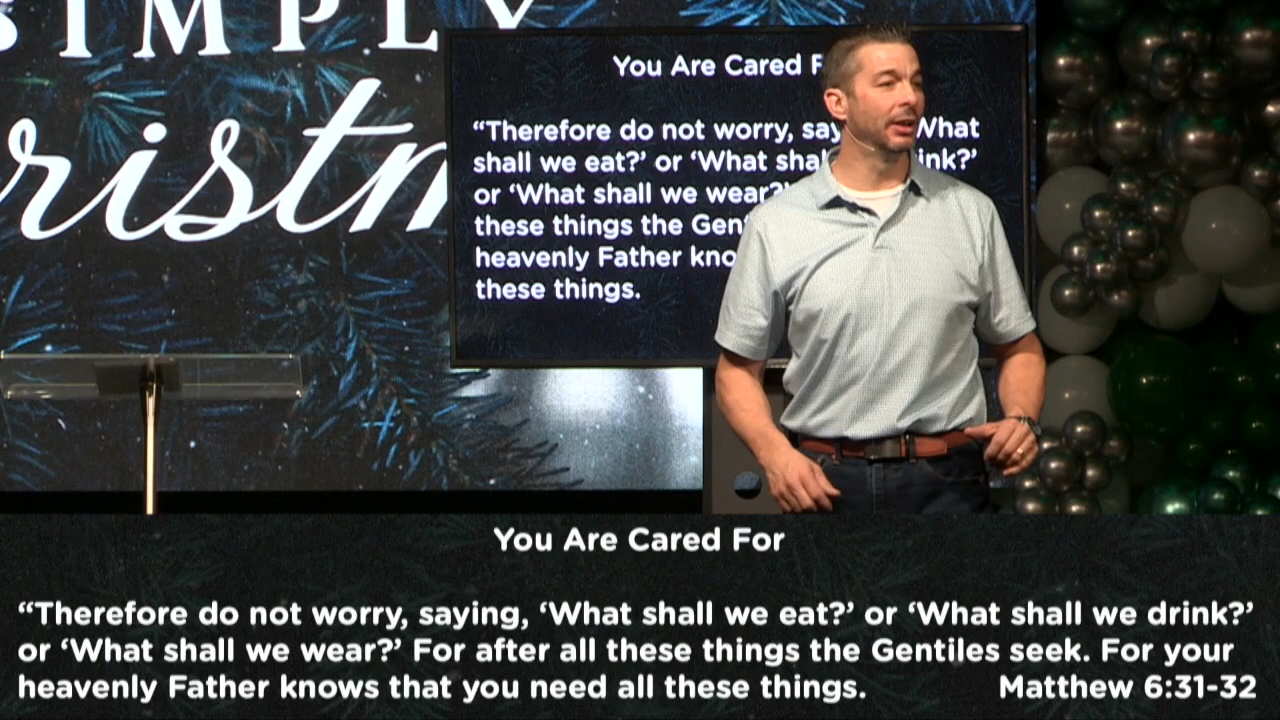 SIMPLY
ristm
You Are Cared F
“Therefore do not worry, say What
shall we eat?’ or ‘What shal ink?’
or ‘What shall we wear?’
these things the Gen
heavenly Father kno
these things.
You Are Cared For
“Therefore do not worry, saying, ‘What shall we eat?’ or ‘What shall we drink?’
or ‘What shall we wear?’ For after all these things the Gentiles seek. For your
heavenly Father knows that you need all these things. Matthew 6:31-32